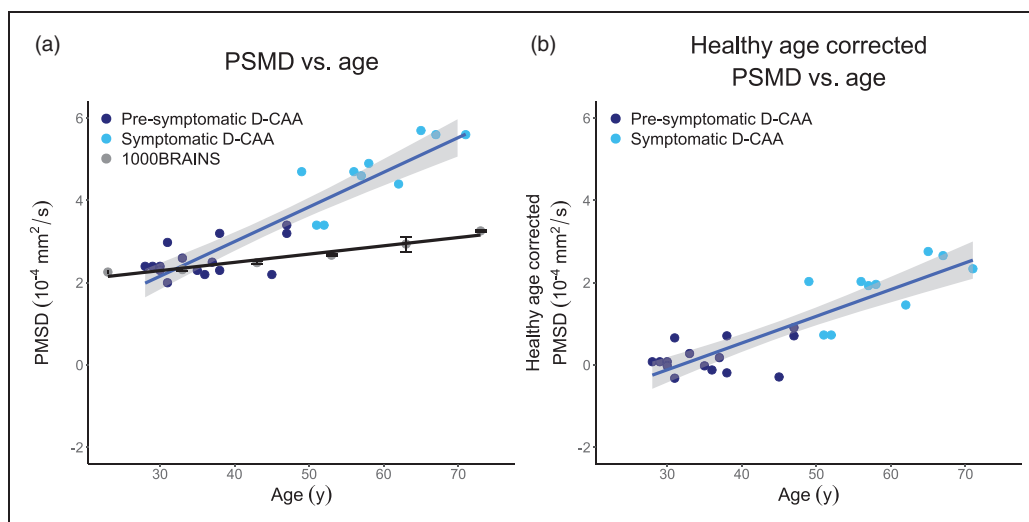 (a)
PSMD vs. age
Pre-symptomatic D-CAA
Symptomatic D-CAA
1000BRAINS
PMSD (10⁻⁴ mm²/s)
6
4
2
0
-2
30 40 50 60 70
Age (y)
(b)
Healthy age corrected
PSMD vs. age
Pre-symptomatic D-CAA
Symptomatic D-CAA
Healthy age corrected
PMSD (10⁻⁴ mm²/s)
6
4
2
0
-2
30 40 50 60 70
Age (y)